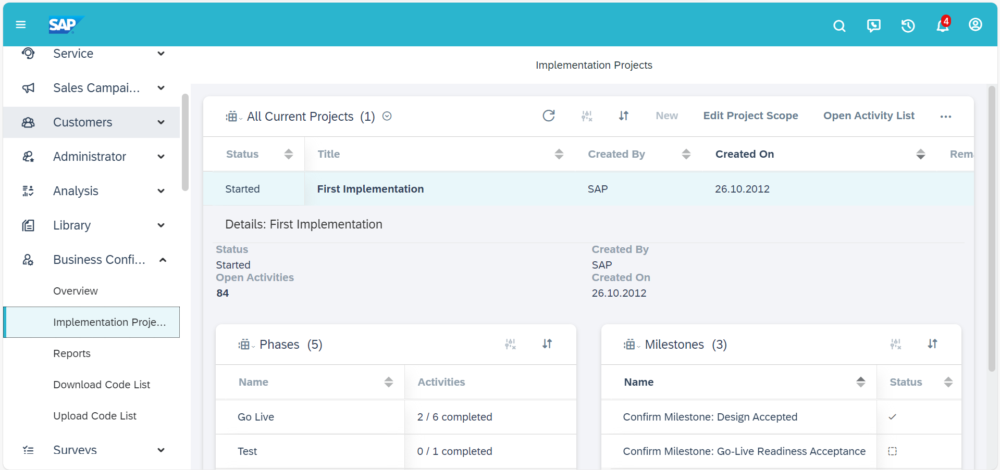 SAP
4
Service
Sales Campai...
Customers
Administrator
Analysis
Library
Business Confi...
Overview
Implementation Proje...
Reports
Download Code List
Upload Code List
Surveys
Implementation Projects
All Current Projects (1)
New
Edit Project Scope
Open Activity List
Status Title Created By Created On Rema
Started First Implementation SAP 26.10.2012
Details: First Implementation
Status
Started
Open Activities
84
Created By
SAP
Created On
26.10.2012
Phases (5)
Name Activities
Go Live 2 / 6 completed
Test 0 / 1 completed
Milestones (3)
Name Status
Confirm Milestone: Design Accepted
Confirm Milestone: Go-Live Readiness Acceptance